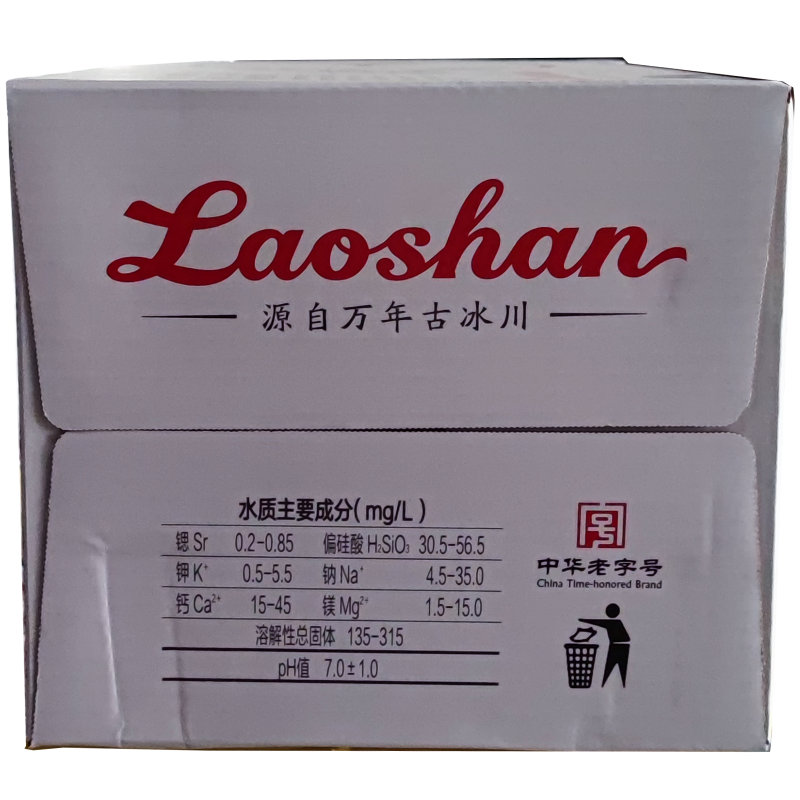 Laoshan
源自万年古冰川
水质主要成分(mg/L)
锶 Sr 0.2-0.85 偏硅酸 H₂SiO₃ 30.5-56.5
钾 K⁺ 0.5-5.5 钠 Na⁺ 4.5-35.0
钙 Ca²⁺ 15-45 镁 Mg²⁺ 1.5-15.0
溶解性总固体 135-315
pH值 7.0±1.0
中华老字号
China Time-honored Brand